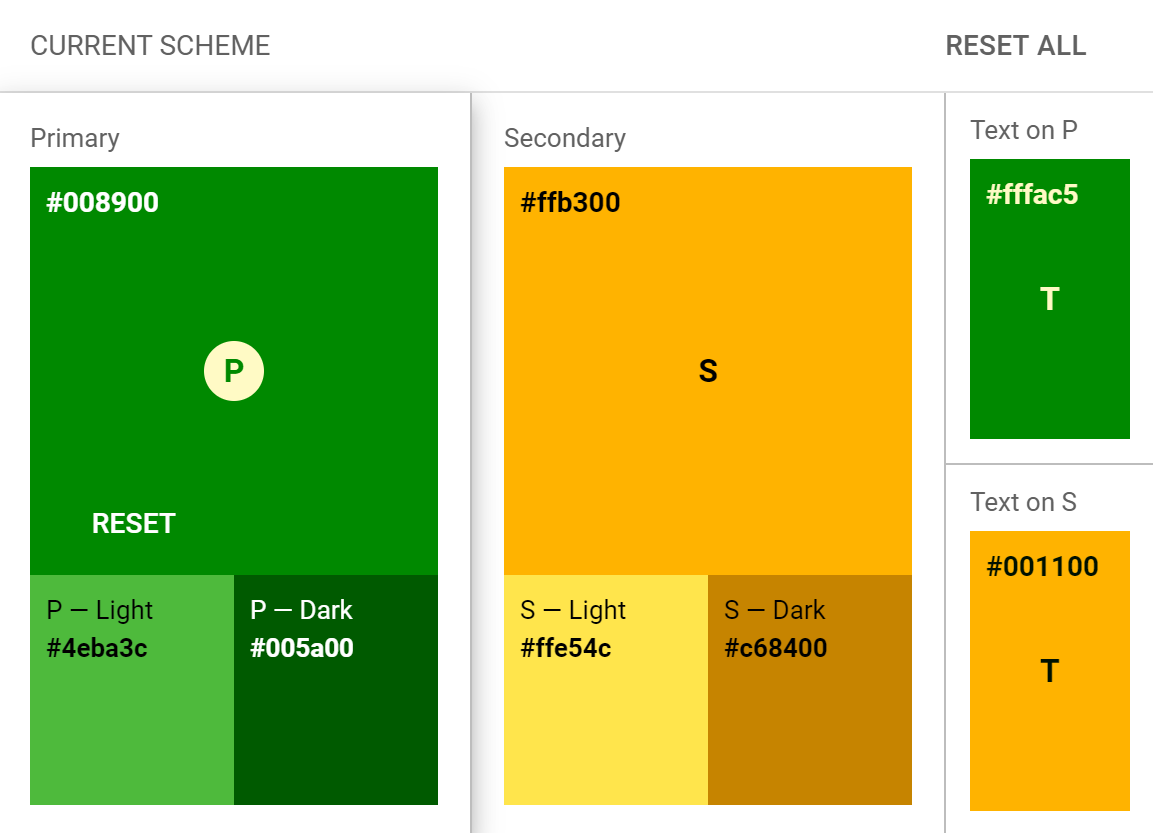 CURRENT SCHEME
RESET ALL
Primary
#008900
P
RESET
P — Light
#4eba3c
P — Dark
#005a00
Secondary
#ffb300
S
S — Light
#ffe54c
S — Dark
#c68400
Text on P
#fffac5
T
Text on S
#001100
T